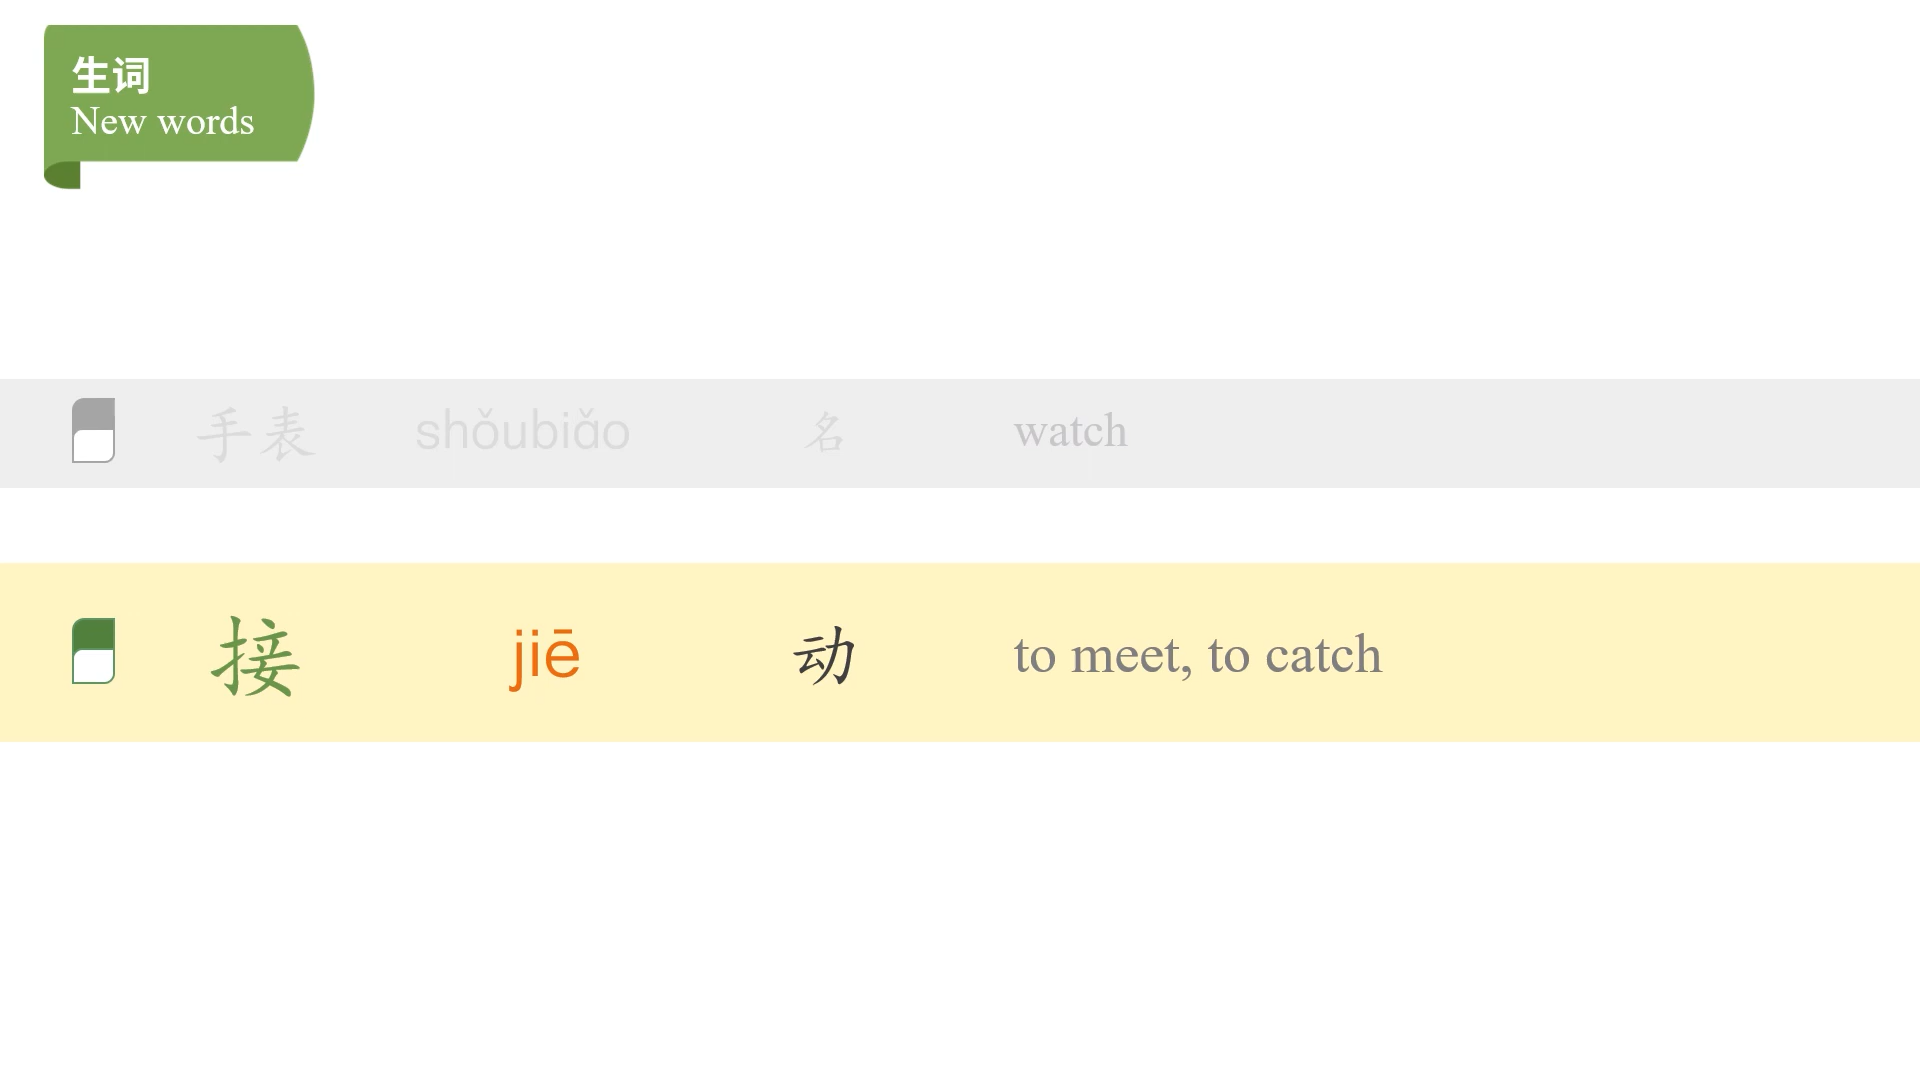 生词
New words
手表 shǒubiǎo 名 watch
接 jiē 动 to meet, to catch